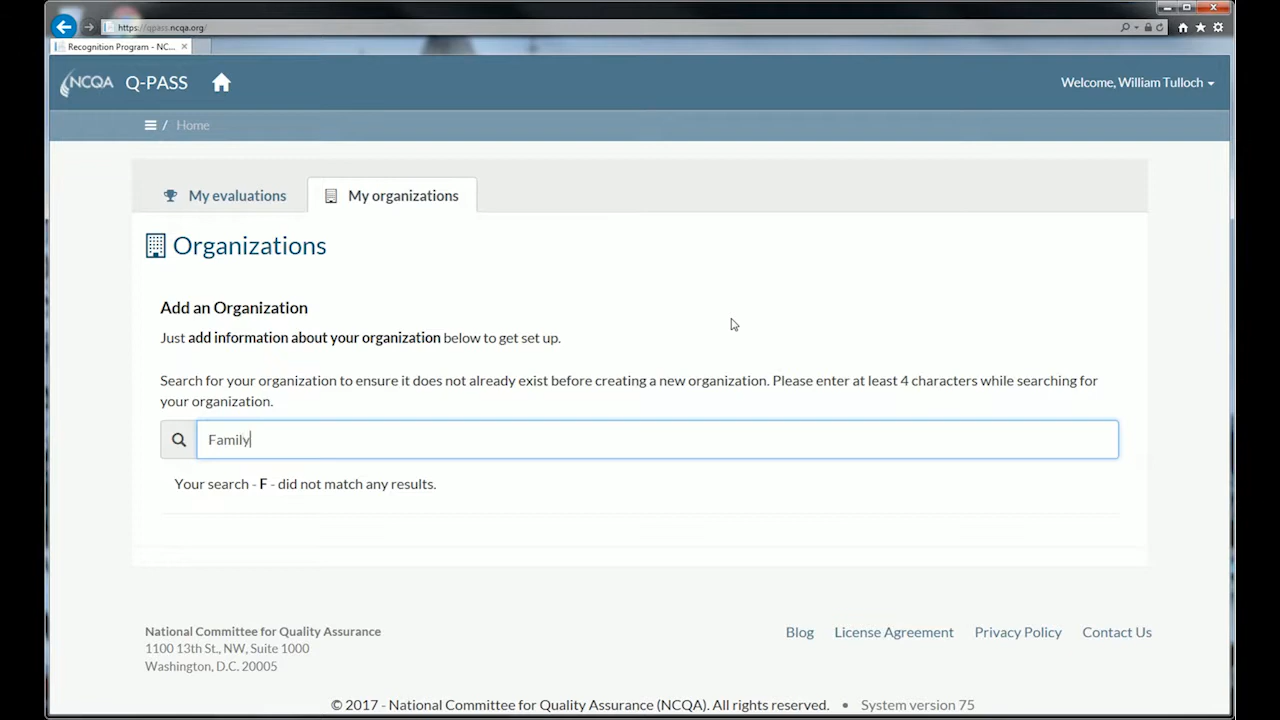 https://qpass.ncqa.org/
Recognition Program - NC...
NCQA Q-PASS
Welcome, William Tulloch
/ Home
My evaluations
My organizations
Organizations
Add an Organization
Just add information about your organization below to get set up.
Search for your organization to ensure it does not already exist before creating a new organization. Please enter at least 4 characters while searching for
your organization.
Family
Your search - F - did not match any results.
National Committee for Quality Assurance
1100 13th St., NW, Suite 1000
Washington, D.C. 20005
Blog License Agreement Privacy Policy Contact Us
© 2017 - National Committee for Quality Assurance (NCQA). All rights reserved. • System version 75